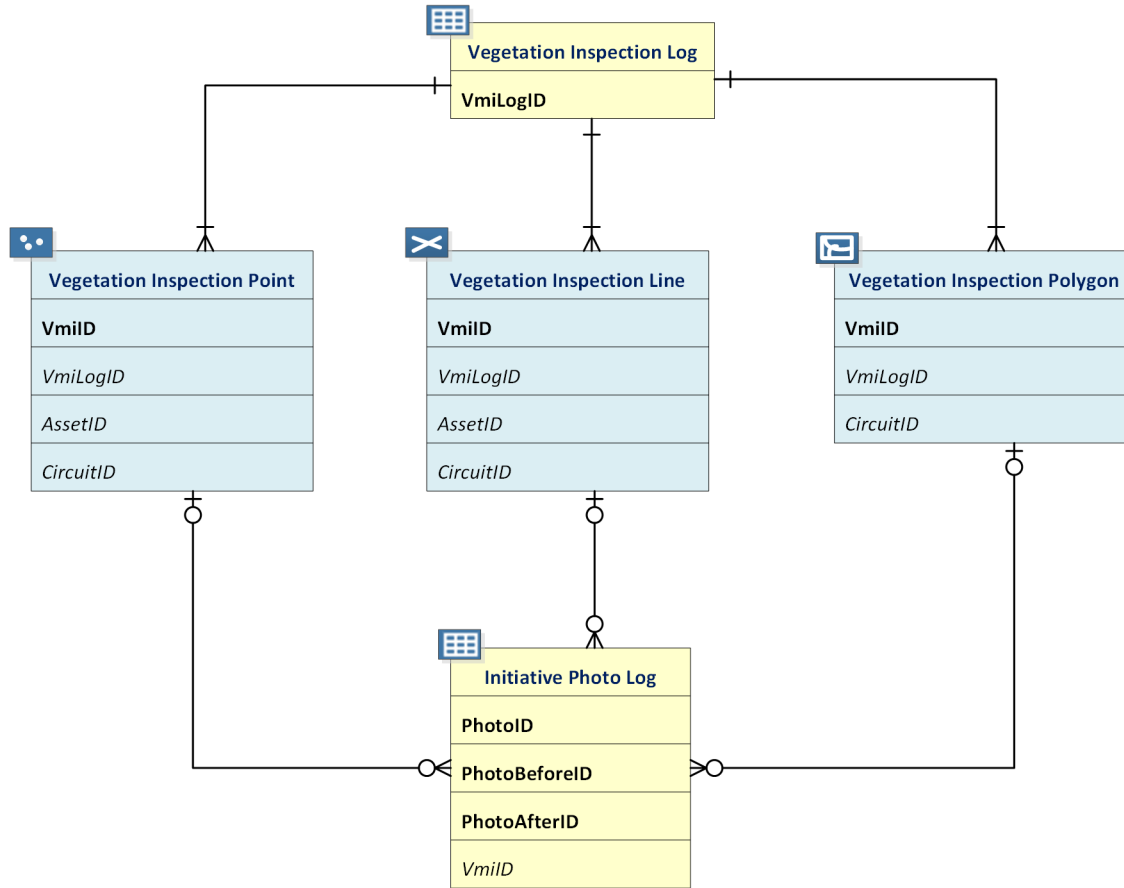 Vegetation Inspection Log
VmiLogID
Vegetation Inspection Point
VmiID
VmiLogID
AssetID
CircuitID
Vegetation Inspection Line
VmiID
VmiLogID
AssetID
CircuitID
Vegetation Inspection Polygon
VmiID
VmiLogID
CircuitID
Initiative Photo Log
PhotoID
PhotoBeforeID
PhotoAfterID
VmiID